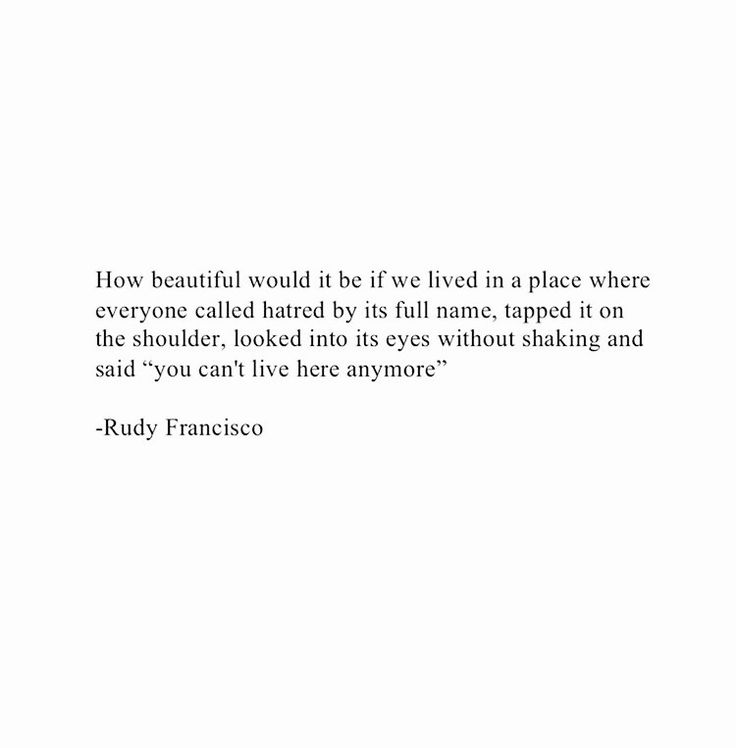 How beautiful would it be if we lived in a place where
everyone called hatred by its full name, tapped it on
the shoulder, looked into its eyes without shaking and
said “you can't live here anymore”
-Rudy Francisco